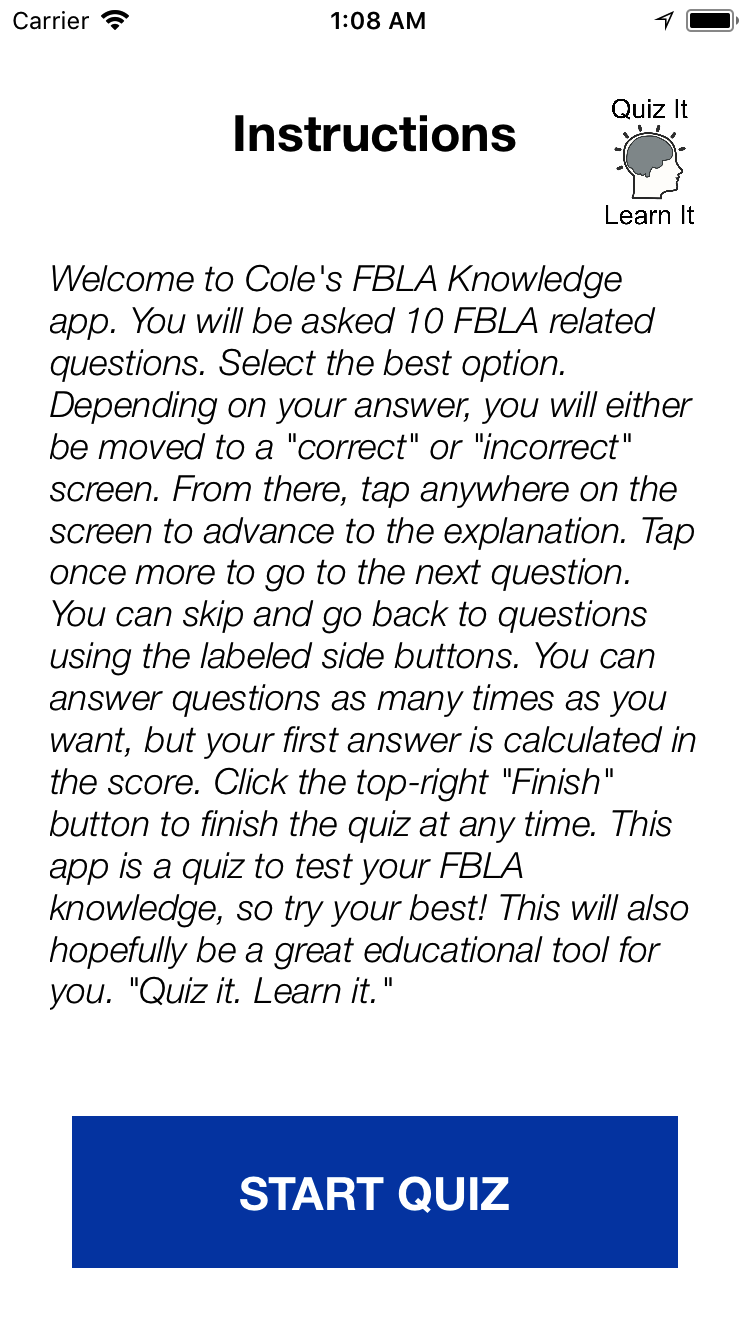 Carrier 1:08 AM
Quiz It
Instructions
Learn It
Welcome to Cole's FBLA Knowledge
app. You will be asked 10 FBLA related
questions. Select the best option.
Depending on your answer, you will either
be moved to a "correct" or "incorrect"
screen. From there, tap anywhere on the
screen to advance to the explanation. Tap
once more to go to the next question.
You can skip and go back to questions
using the labeled side buttons. You can
answer questions as many times as you
want, but your first answer is calculated in
the score. Click the top-right "Finish"
button to finish the quiz at any time. This
app is a quiz to test your FBLA
knowledge, so try your best! This will also
hopefully be a great educational tool for
you. "Quiz it. Learn it."
START QUIZ